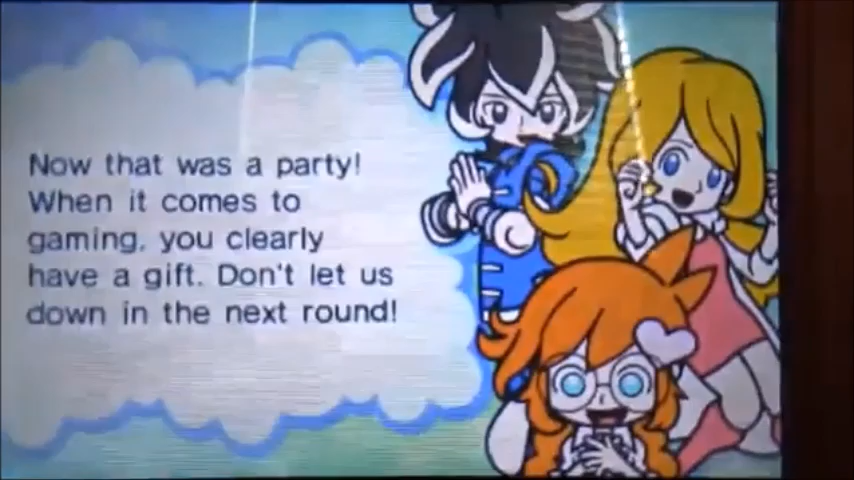 Now that was a party!
When it comes to
gaming, you clearly
have a gift. Don't let us
down in the next round!